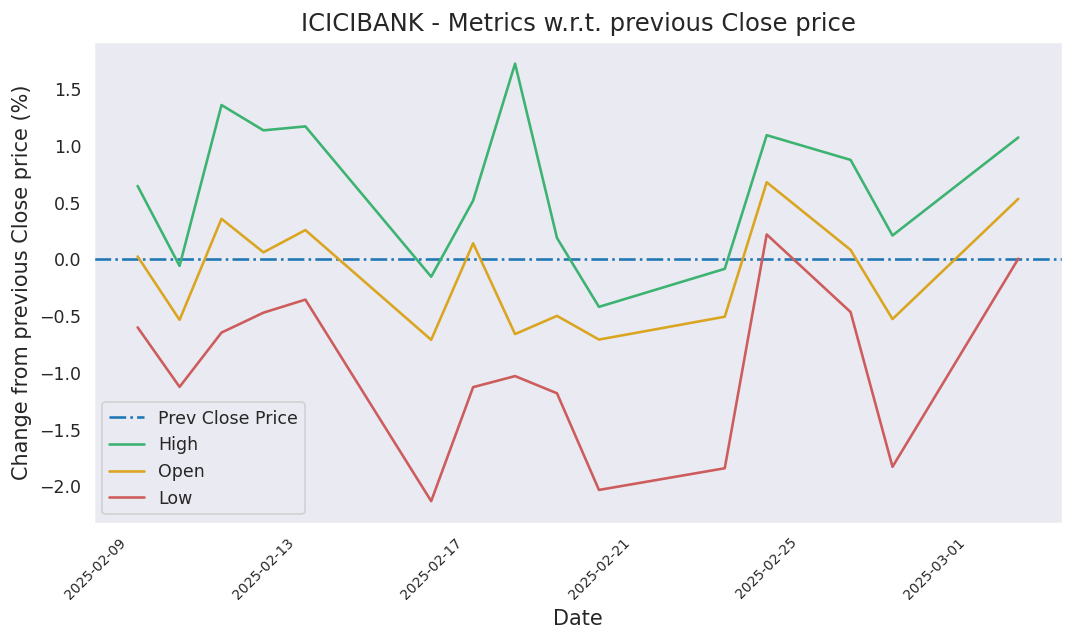 ICICIBANK - Metrics w.r.t. previous Close price
Change from previous Close price (%)
1.5
1.0
0.5
0.0
−0.5
−1.0
−1.5
−2.0
Prev Close Price
High
Open
Low
2025-02-09
2025-02-13
2025-02-17
2025-02-21
2025-02-25
2025-03-01
Date